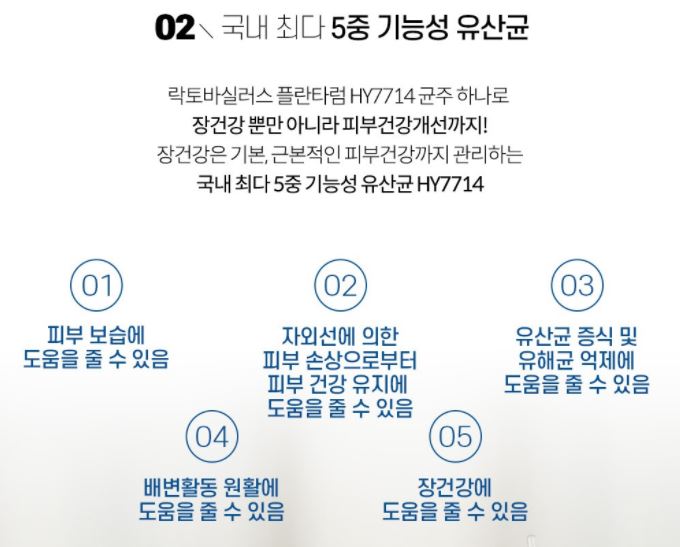 02\ 국내 최다 5중 기능성 유산균
락토바실러스 플란타럼 HY7714 균주 하나로
장건강 뿐만 아니라 피부건강개선까지!
장건강은 기본, 근본적인 피부건강까지 관리하는
국내 최다 5중 기능성 유산균 HY7714
01
피부 보습에
도움을 줄 수 있음
02
자외선에 의한
피부 손상으로부터
피부 건강 유지에
도움을 줄 수 있음
03
유산균 증식 및
유해균 억제에
도움을 줄 수 있음
04
배변활동 원활에
도움을 줄 수 있음
05
장건강에
도움을 줄 수 있음